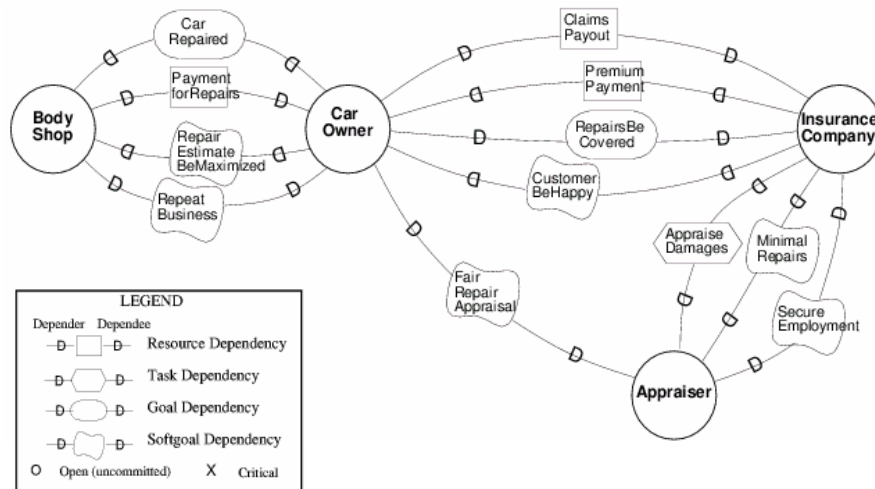 Car
Repaired
Payment
forRepairs
Body
Shop
Repair
Estimate
BeMaximized
Repeat
Business
Car
Owner
Claims
Payout
Premium
Payment
RepairsBe
Covered
Customer
BeHappy
Insurance
Company
Appraise
Damages
Minimal
Repairs
Fair
Repair
Appraisal
Secure
Employment
Appraiser
LEGEND
Depender Dependee
D D Resource Dependency
D D Task Dependency
D D Goal Dependency
D D Softgoal Dependency
O Open (uncommitted) X Critical